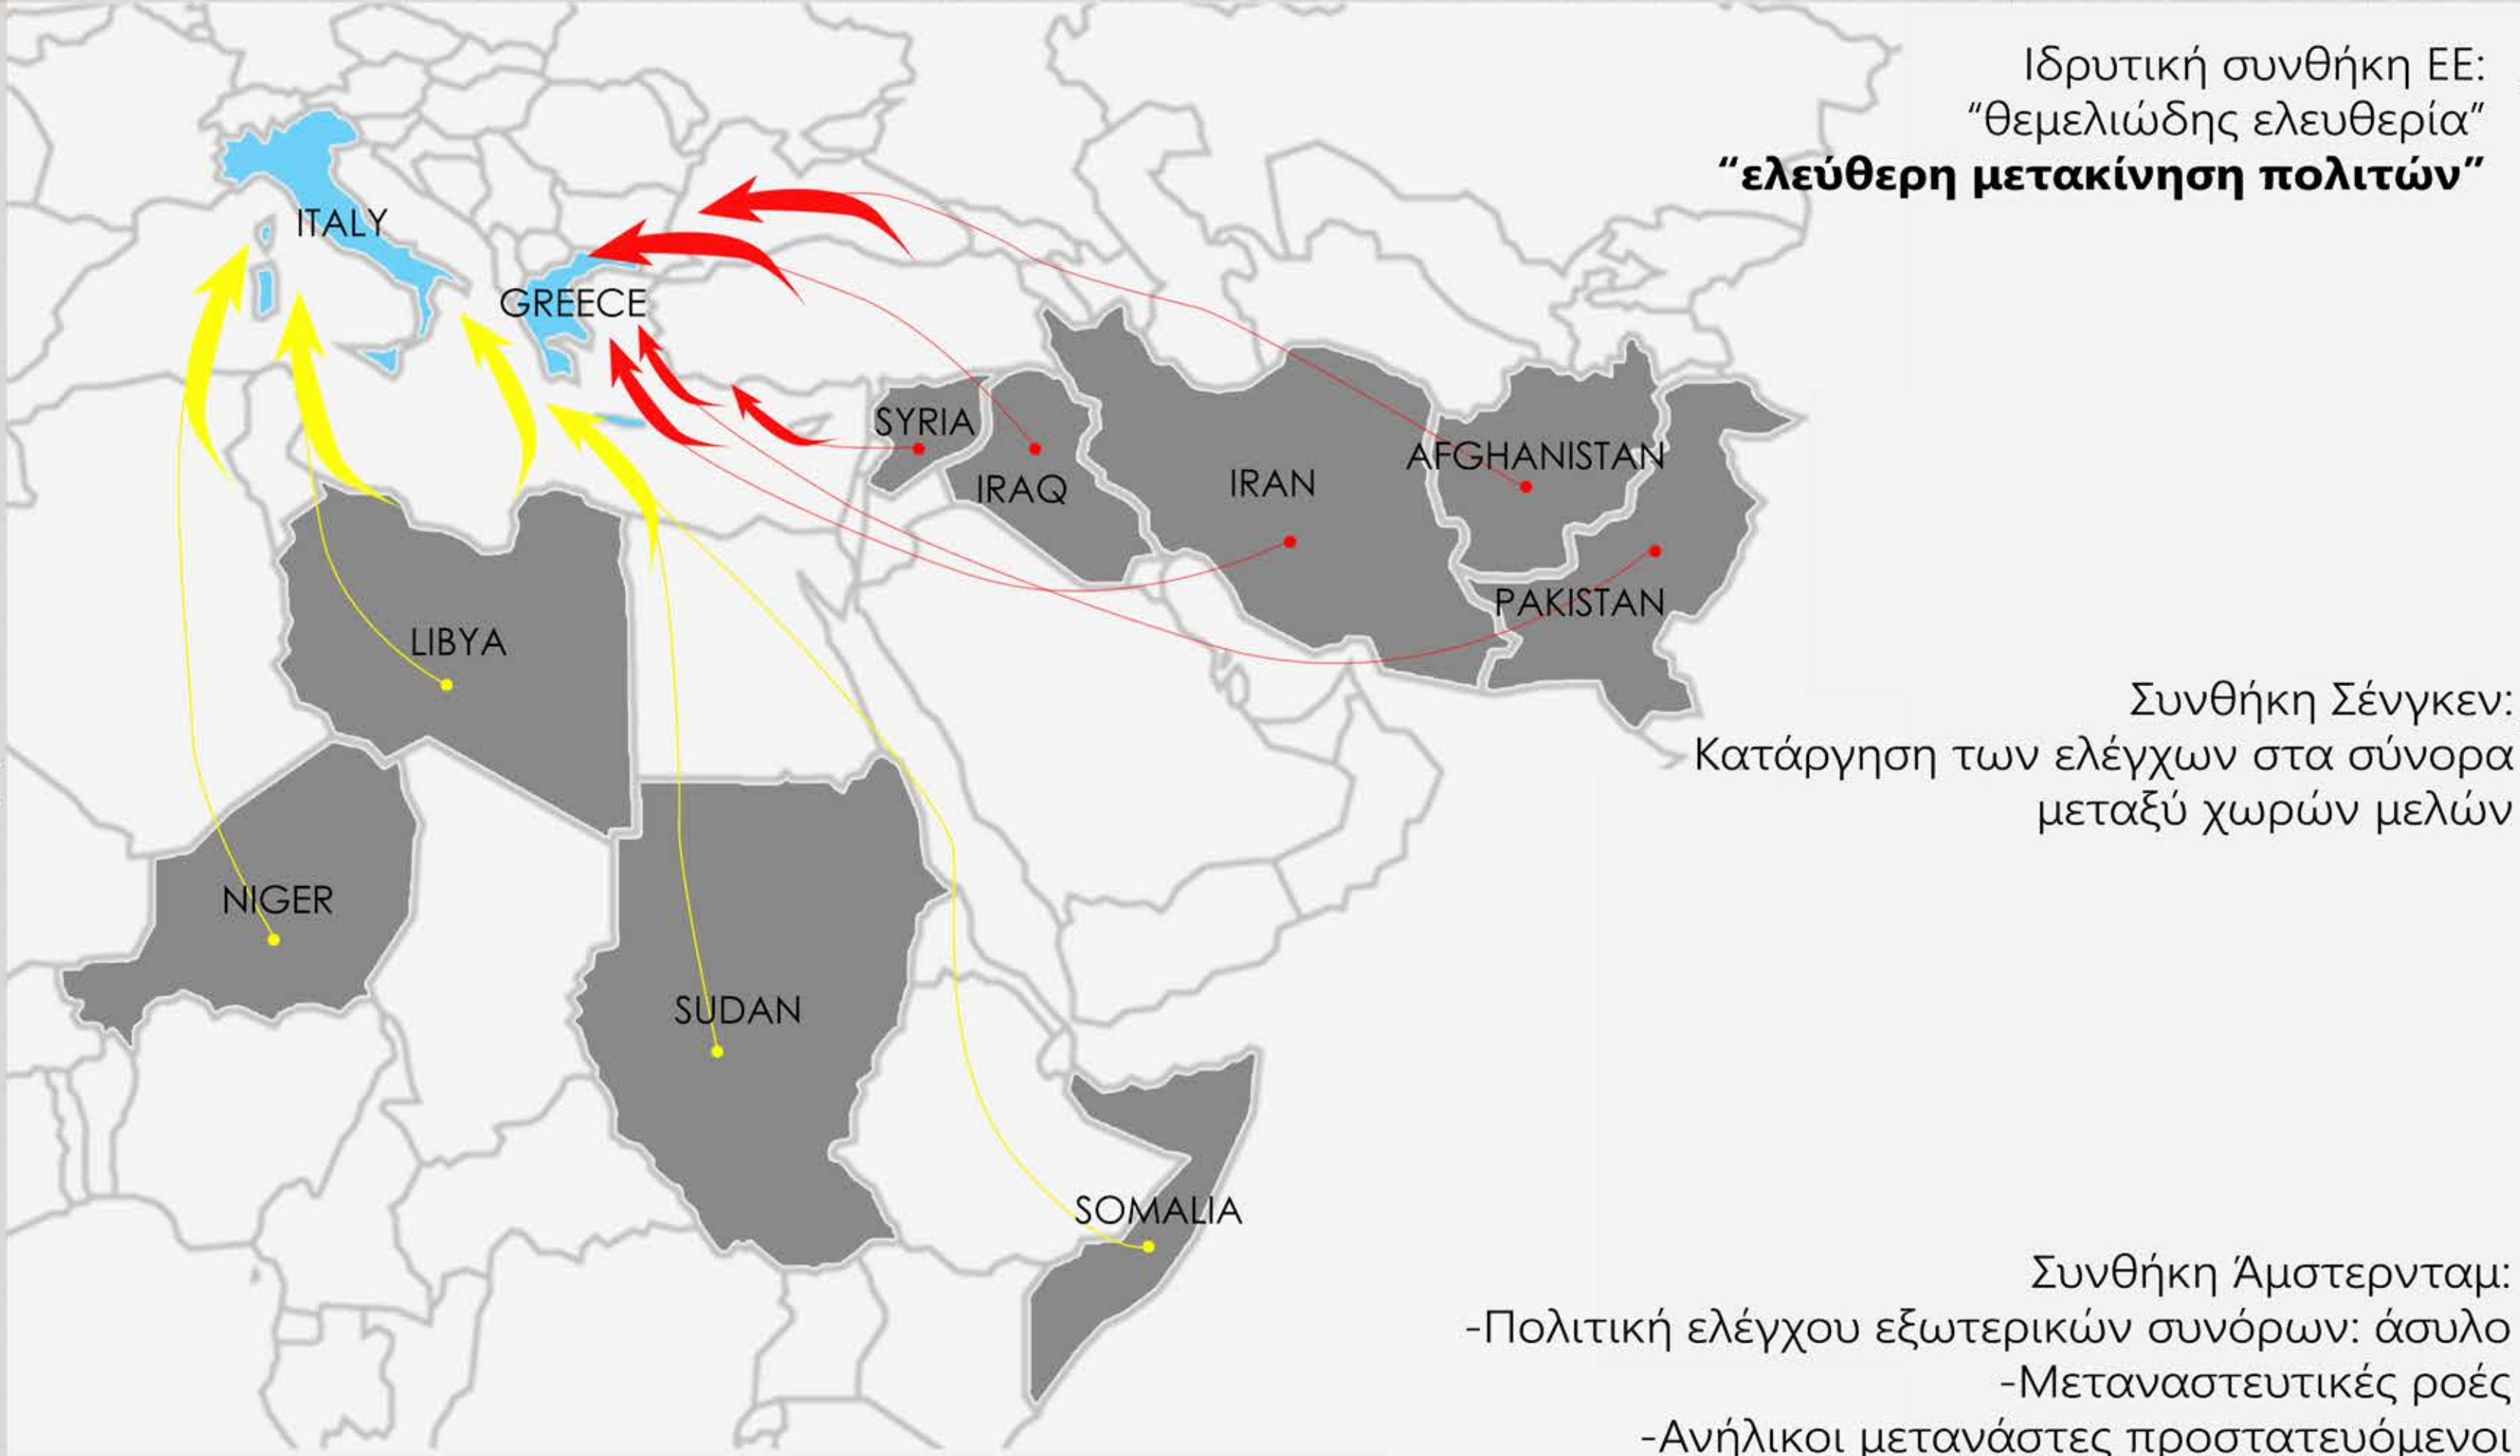 Ιδρυτική συνθήκη ΕΕ:
“θεμελιώδης ελευθερία”
“ελεύθερη μετακίνηση πολιτών”
ITALY
GREECE
SYRIA
IRAQ
IRAN
AFGHANISTAN
PAKISTAN
LIBYA
NIGER
SUDAN
SOMALIA
Συνθήκη Σένγκεν:
Κατάργηση των ελέγχων στα σύνορα
μεταξύ χωρών μελών
Συνθήκη Άμστερνταμ:
-Πολιτική ελέγχου εξωτερικών συνόρων: άσυλο
-Μεταναστευτικές ροές
-Ανήλικοι μετανάστες προστατευόμενοι